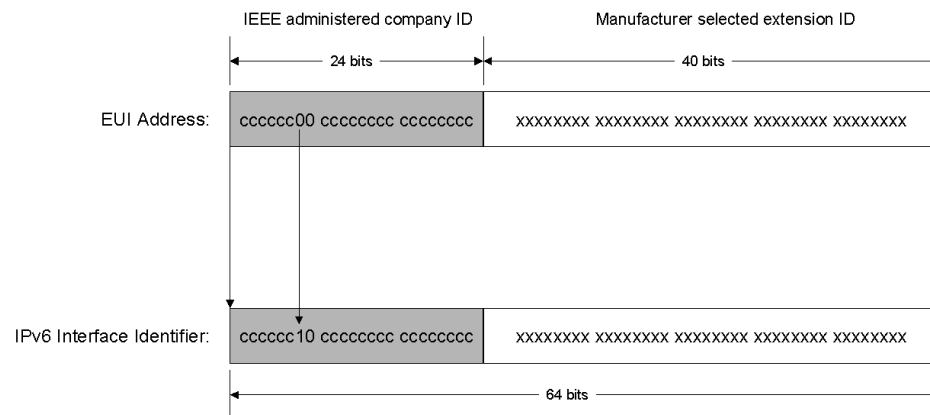 IEEE administered company ID
Manufacturer selected extension ID
24 bits
40 bits
EUI Address:
cccccc00 cccccccc cccccccc
xxxxxxxx xxxxxxxx xxxxxxxx xxxxxxxx xxxxxxxx
IPv6 Interface Identifier:
cccccc10 cccccccc cccccccc
xxxxxxxx xxxxxxxx xxxxxxxx xxxxxxxx xxxxxxxx
64 bits